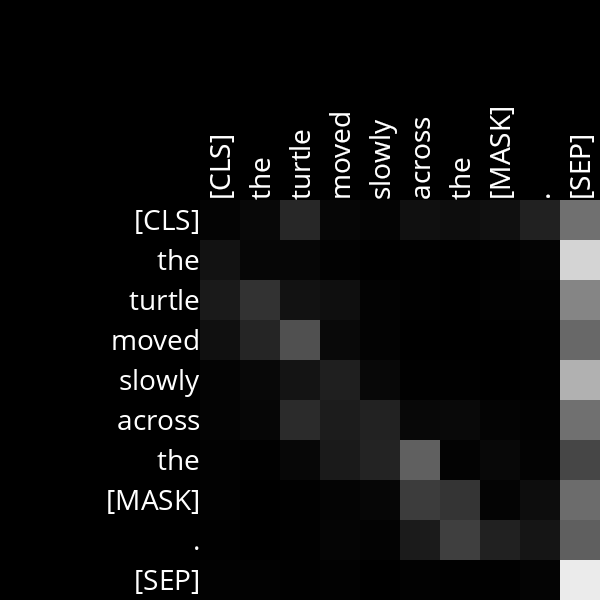 [CLS] the turtle moved slowly across the [MASK] . [SEP]
[CLS]
the
turtle
moved
slowly
across
the
[MASK]
.
[SEP]